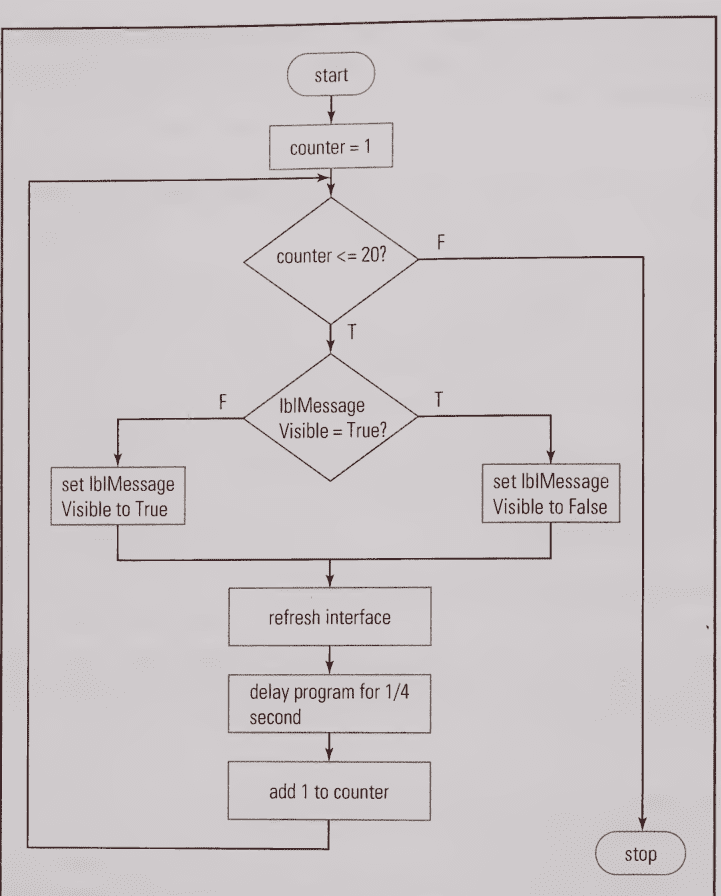 start
counter = 1
counter <= 20?
F
T
lblMessage
Visible = True?
F
T
set lblMessage
Visible to True
set lblMessage
Visible to False
refresh interface
delay program for 1/4
second
add 1 to counter
stop